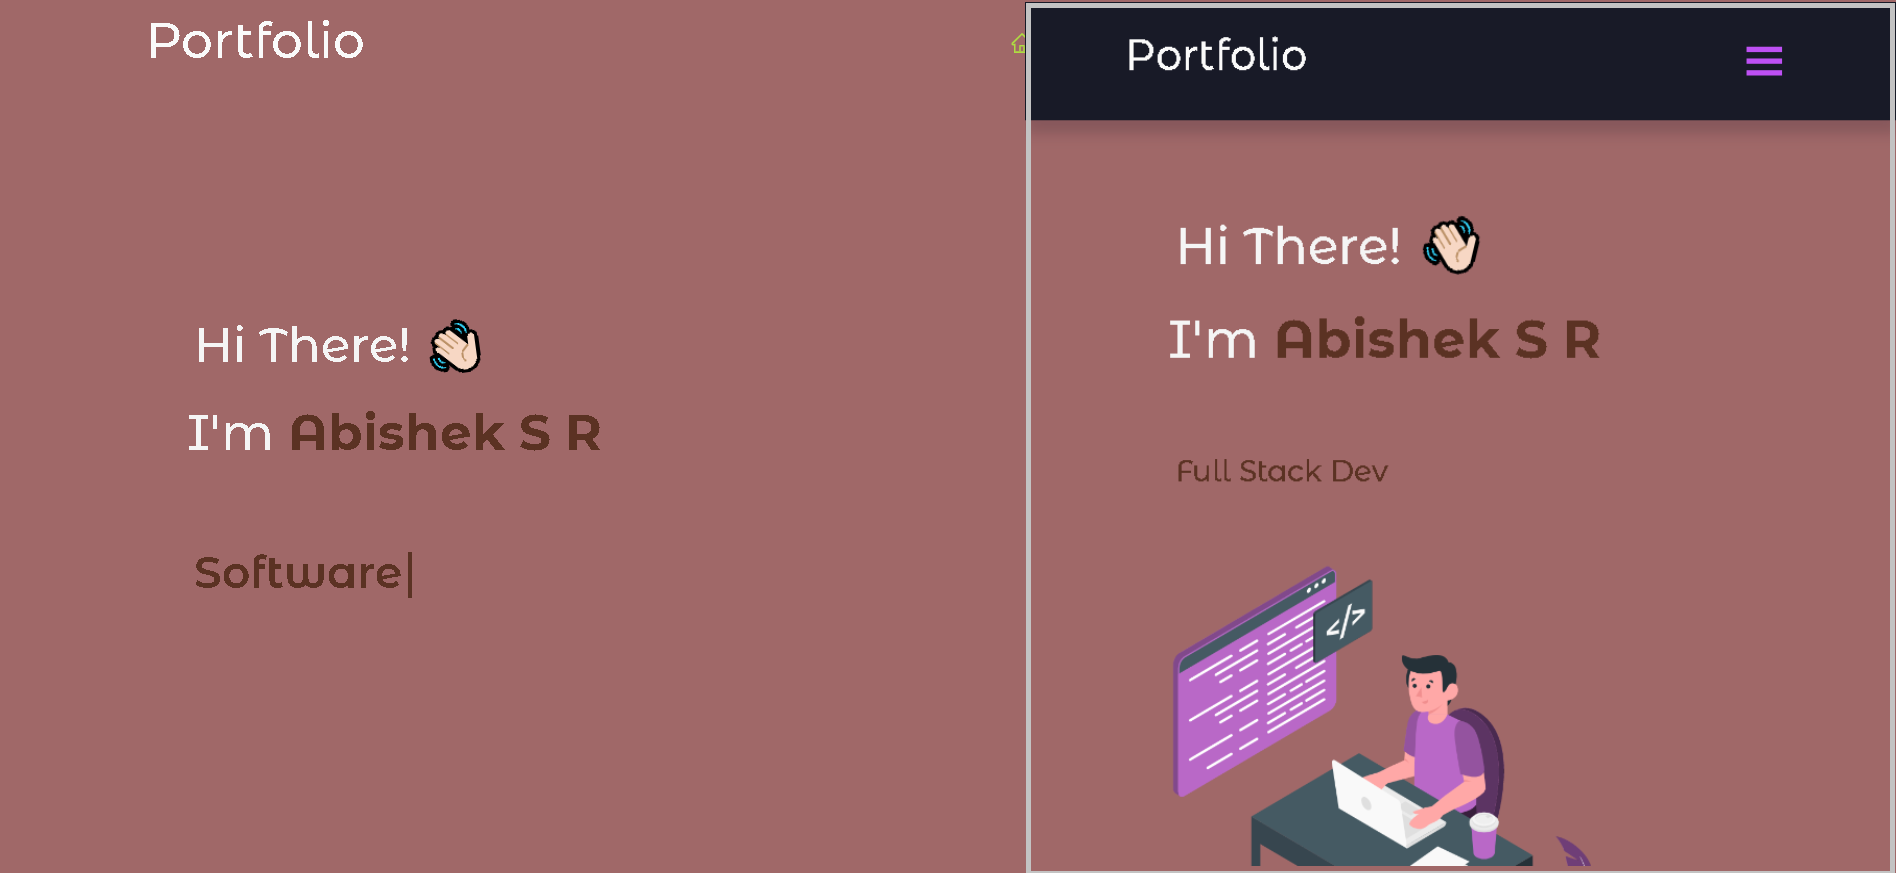 Portfolio
Hi There!
I'm Abishek S R
Software|
Portfolio
Hi There!
I'm Abishek S R
Full Stack Dev
</>